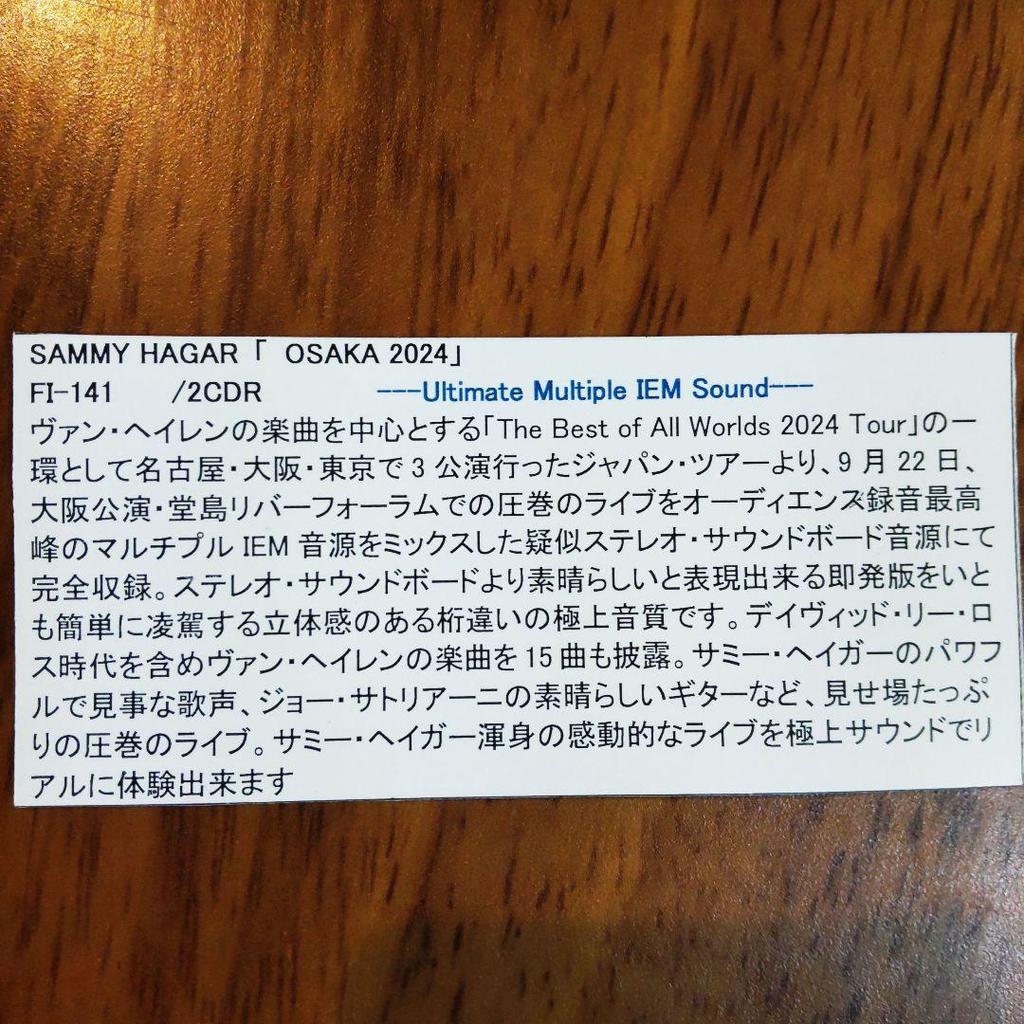 SAMMY HAGAR「 OSAKA 2024」
FI-141 /2CDR ---Ultimate Multiple IEM Sound---
ヴァン・ヘイレンの楽曲を中心とする「The Best of All Worlds 2024 Tour」の一
環として名古屋・大阪・東京で3公演行ったジャパン・ツアーより、9月22日、
大阪公演・堂島リバーフォーラムでの圧巻のライブをオーディエンス録音最高
峰のマルチプルIEM音源をミックスした疑似ステレオ・サウンドボード音源にて
完全収録。ステレオ・サウンドボードより素晴らしいと表現出来る即発版をいと
も簡単に凌駕する立体感のある桁違いの極上音質です。デイヴィッド・リー・ロ
ス時代を含めヴァン・ヘイレンの楽曲を15曲も披露。サミー・ヘイガーのパワフ
ルで見事な歌声、ジョー・サトリアーニの素晴らしいギターなど、見せ場たっぷ
りの圧巻のライブ。サミー・ヘイガー渾身の感動的なライブを極上サウンドでリ
アルに体験出来ます